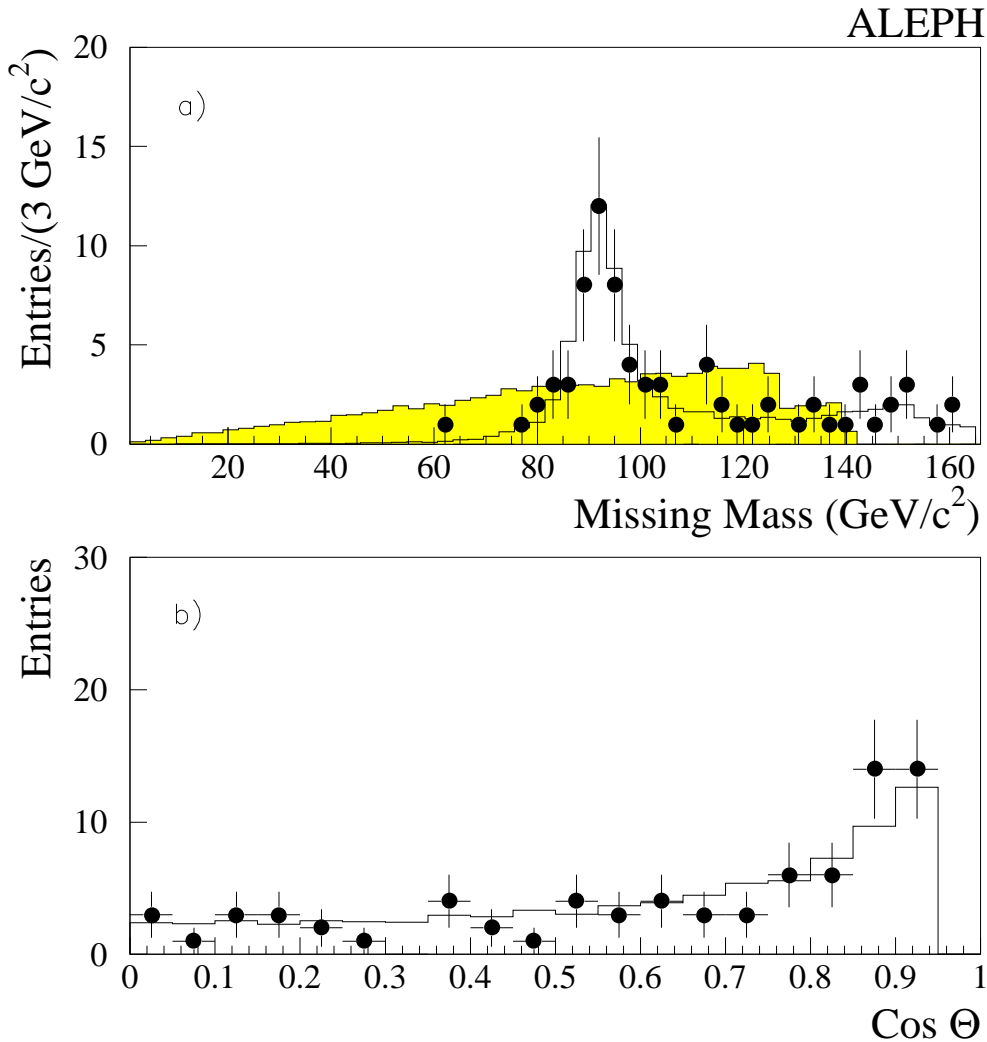 ALEPH
Entries/(3 GeV/c²)
20
15
10
5
0
a)
20 40 60 80 100 120 140 160
Missing Mass (GeV/c²)
Entries
30
20
10
0
b)
0 0.1 0.2 0.3 0.4 0.5 0.6 0.7 0.8 0.9 1
Cos Θ